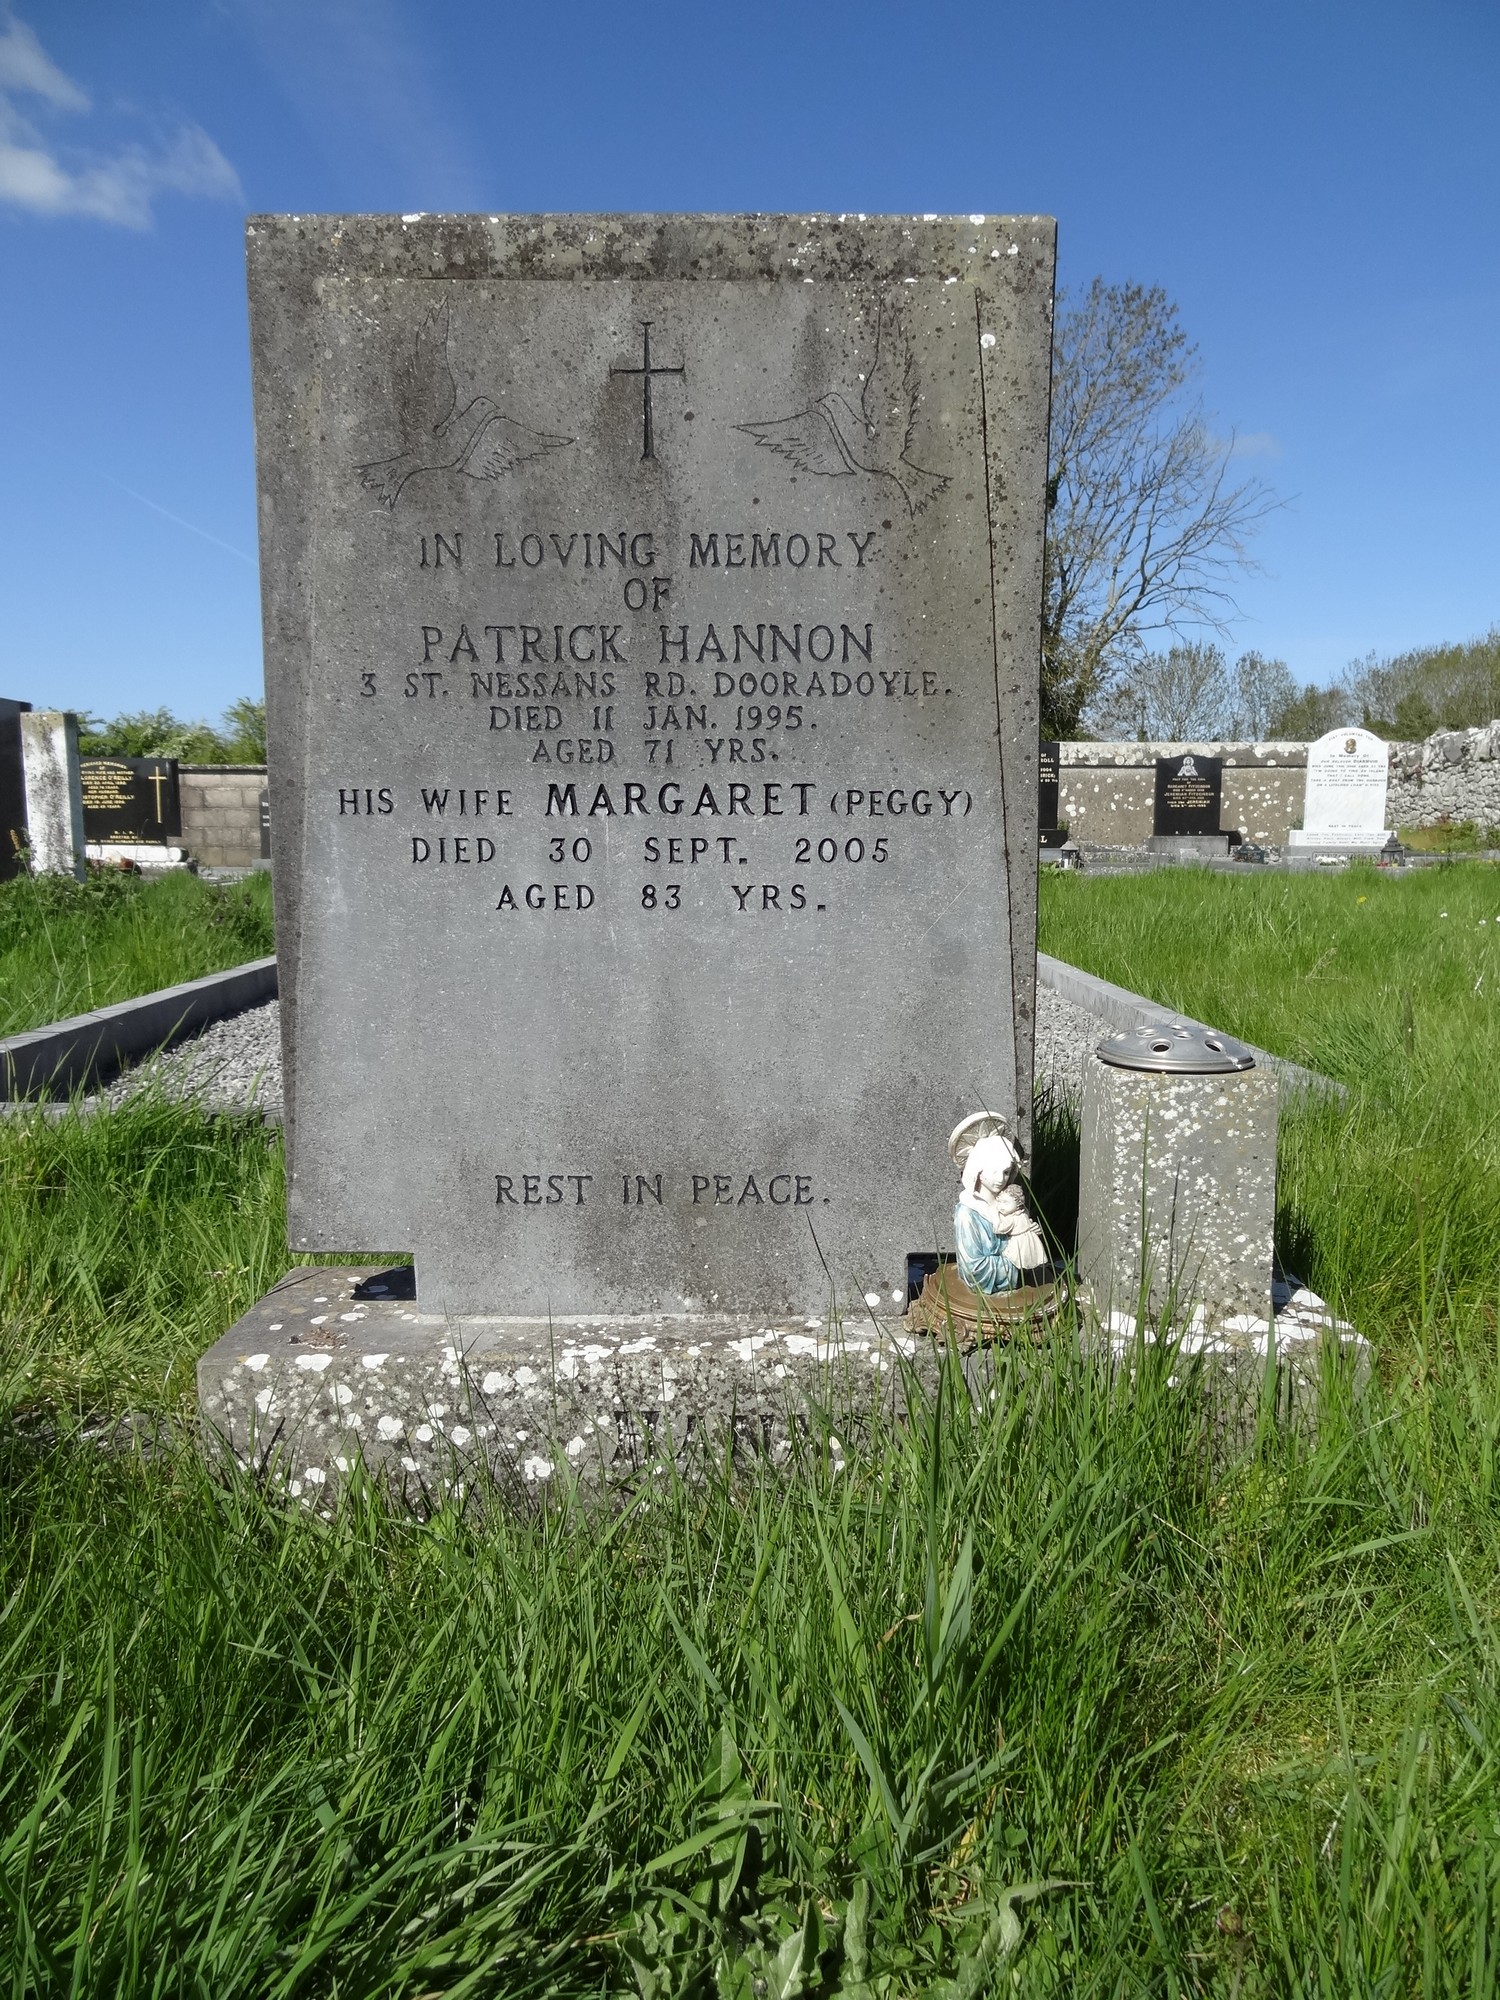 IN LOVING MEMORY
OF
PATRICK HANNON
3 ST. NESSANS RD. DOORADOYLE.
DIED 11 JAN. 1995.
AGED 71 YRS.
HIS WIFE MARGARET (PEGGY)
DIED 30 SEPT. 2005
AGED 83 YRS.
REST IN PEACE.